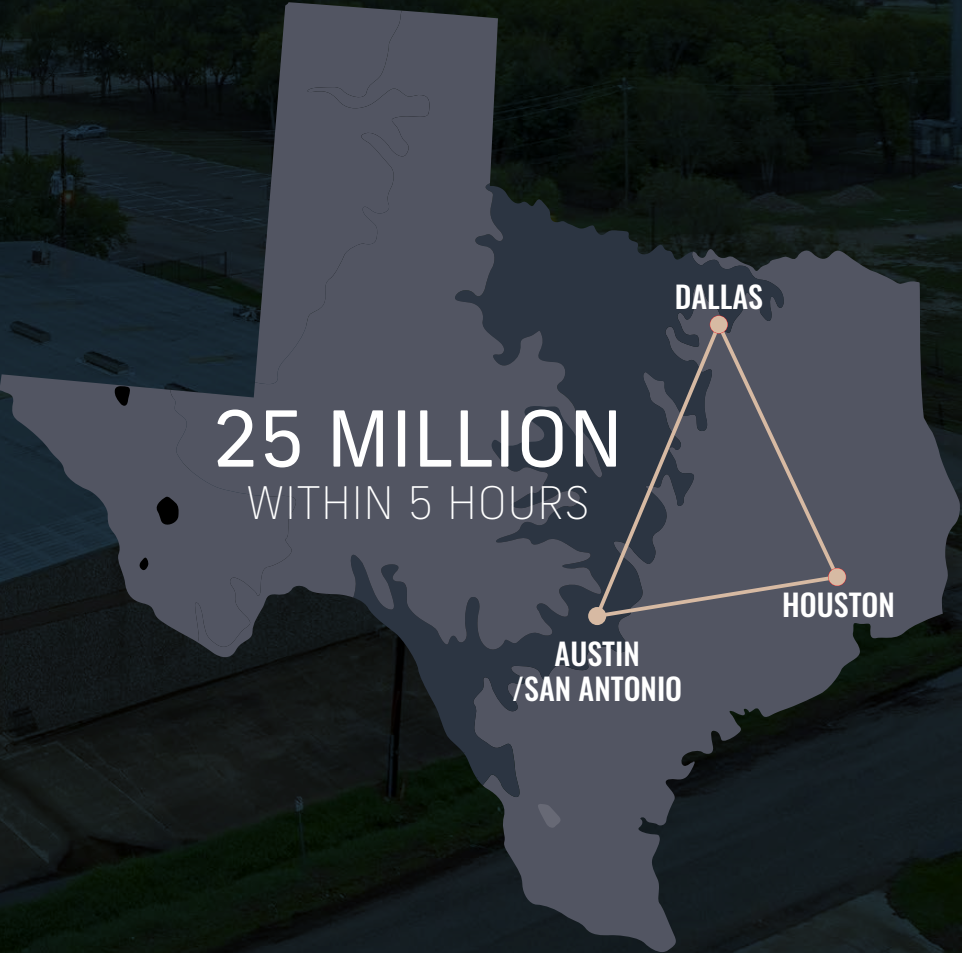 DALLAS
25 MILLION
WITHIN 5 HOURS
HOUSTON
AUSTIN
/SAN ANTONIO